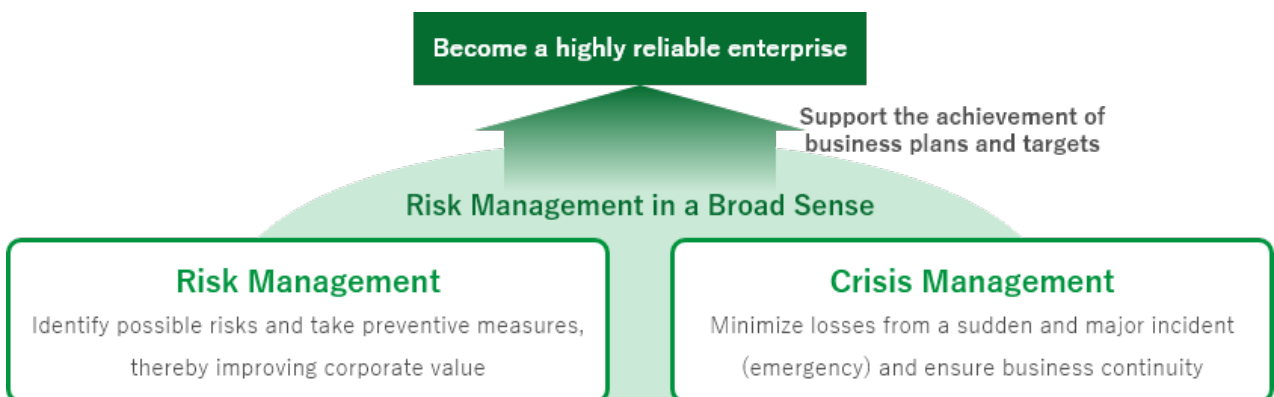 Become a highly reliable enterprise
Support the achievement of
business plans and targets
Risk Management in a Broad Sense
Risk Management
Identify possible risks and take preventive measures,
thereby improving corporate value
Crisis Management
Minimize losses from a sudden and major incident
(emergency) and ensure business continuity